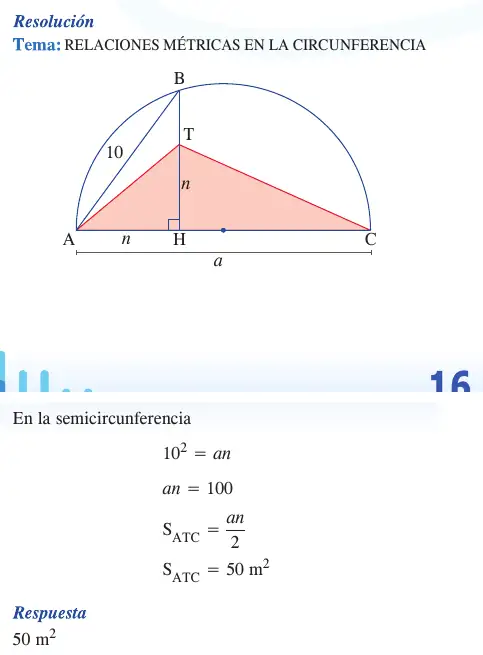 Resolución
Tema: RELACIONES MÉTRICAS EN LA CIRCUNFERENCIA
B
T
10
n
A
n
H
C
a
16
En la semicircunferencia
10² = an
an = 100
S_ATC = an/2
S_ATC = 50 m²
Respuesta
50 m²